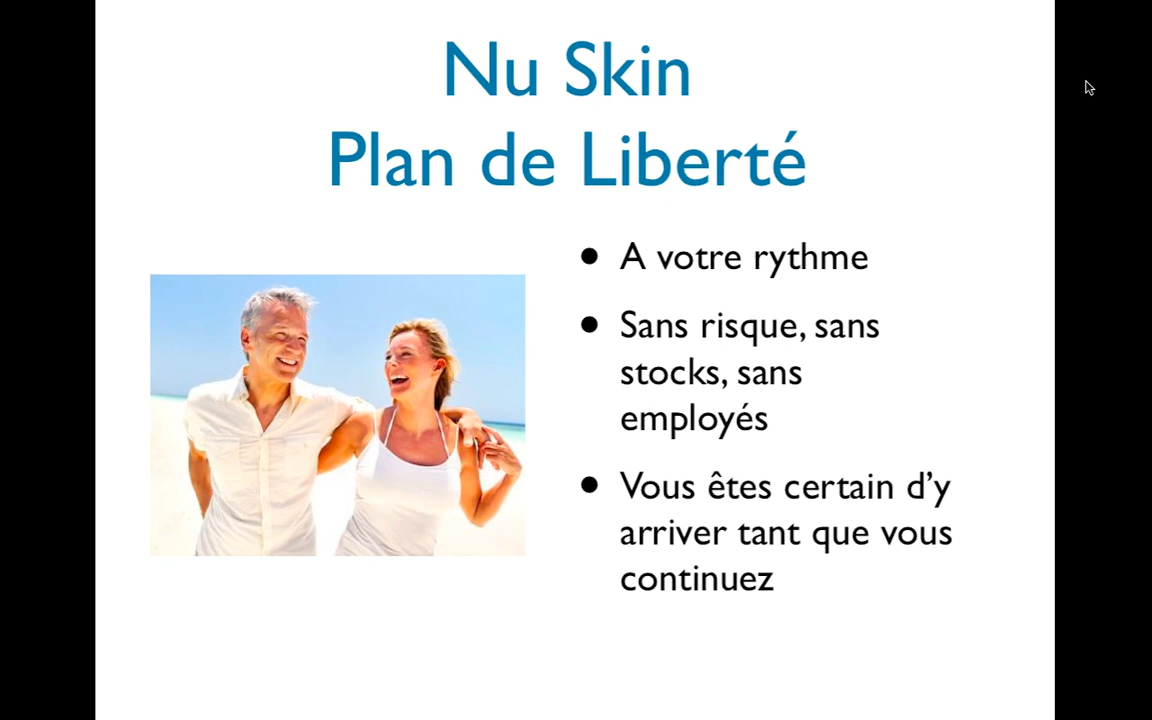 Nu Skin
Plan de Liberté
• A votre rythme
• Sans risque, sans
stocks, sans
employés
• Vous êtes certain d’y
arriver tant que vous
continuez